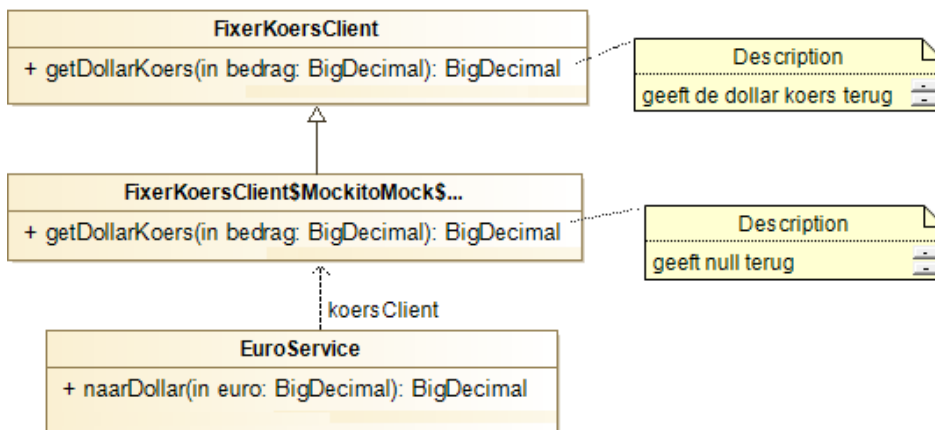 FixerKoersClient
+ getDollarKoers(in bedrag: BigDecimal): BigDecimal
Description
geeft de dollar koers terug
FixerKoersClient$MockitoMock$...
+ getDollarKoers(in bedrag: BigDecimal): BigDecimal
Description
geeft null terug
koersClient
EuroService
+ naarDollar(in euro: BigDecimal): BigDecimal